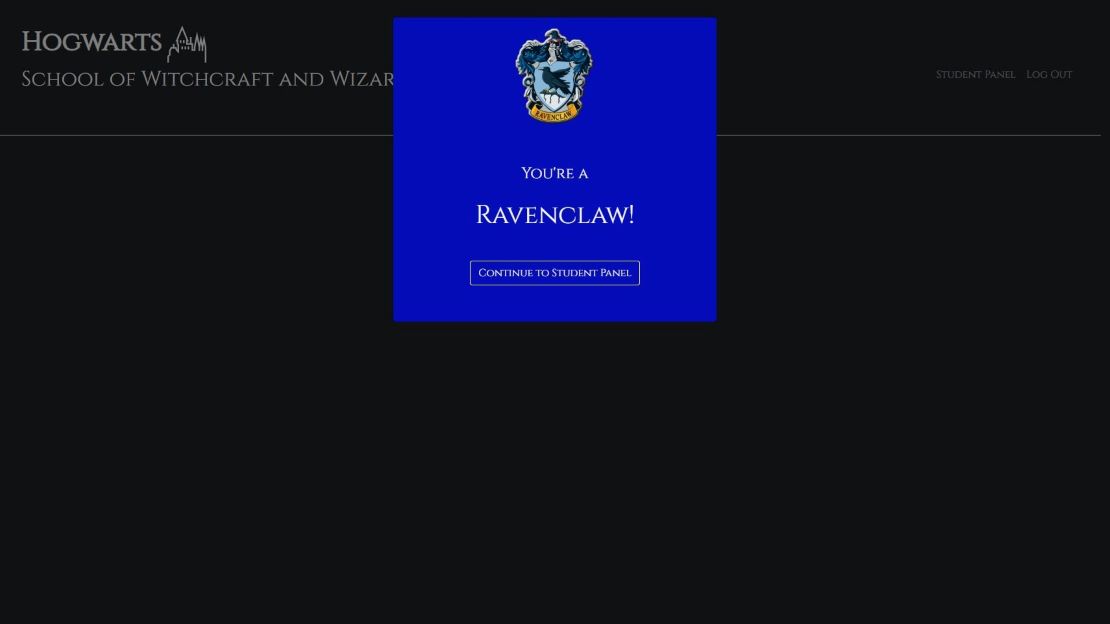 Hogwarts
School of Witchcraft and Wizar
Student Panel Log Out
RAVENCLAW
You're a
Ravenclaw!
Continue to Student Panel